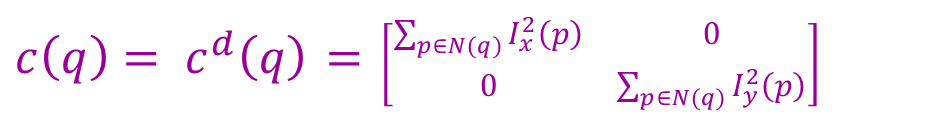 c(q) = c^d(q) = [∑_{p∈N(q)} I_x^2(p) 0
0 ∑_{p∈N(q)} I_y^2(p)]